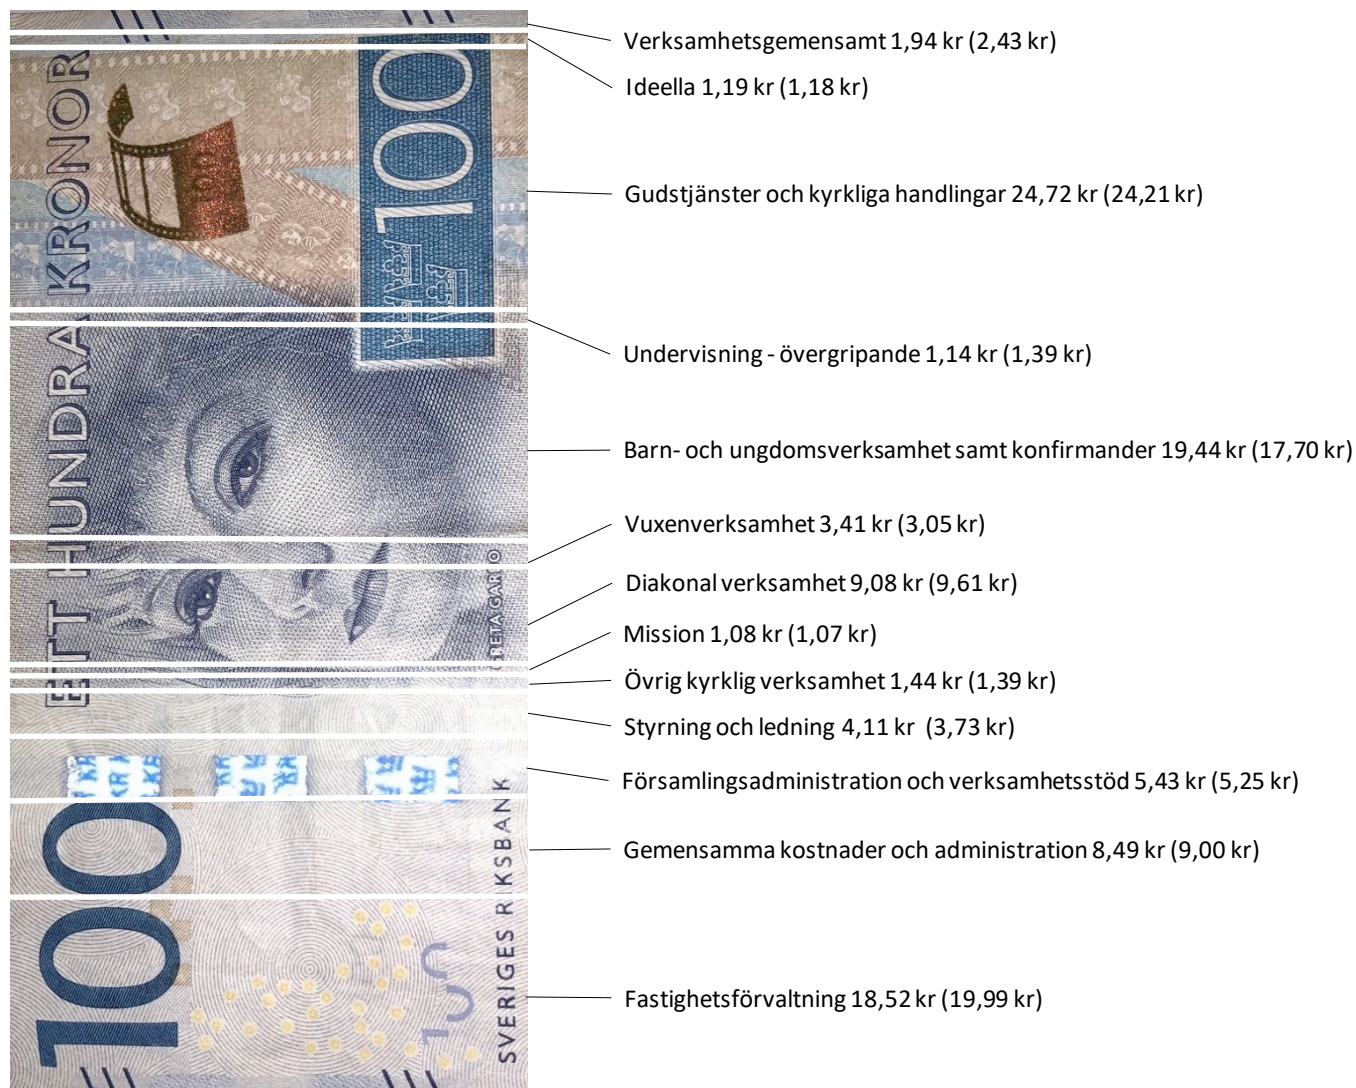 Verksamhetsgemensamt 1,94 kr (2,43 kr)
Ideella 1,19 kr (1,18 kr)
Gudstjänster och kyrkliga handlingar 24,72 kr (24,21 kr)
Undervisning - övergripande 1,14 kr (1,39 kr)
Barn- och ungdomsverksamhet samt konfirmander 19,44 kr (17,70 kr)
Vuxenverksamhet 3,41 kr (3,05 kr)
Diakonal verksamhet 9,08 kr (9,61 kr)
Mission 1,08 kr (1,07 kr)
Övrig kyrklig verksamhet 1,44 kr (1,39 kr)
Styrning och ledning 4,11 kr (3,73 kr)
Församlingsadministration och verksamhetsstöd 5,43 kr (5,25 kr)
Gemensamma kostnader och administration 8,49 kr (9,00 kr)
Fastighetsförvaltning 18,52 kr (19,99 kr)
ETT HUNDRA KRONOR
100
100
100
100
SVERIGES RIKSBANK
GRETA GARBO